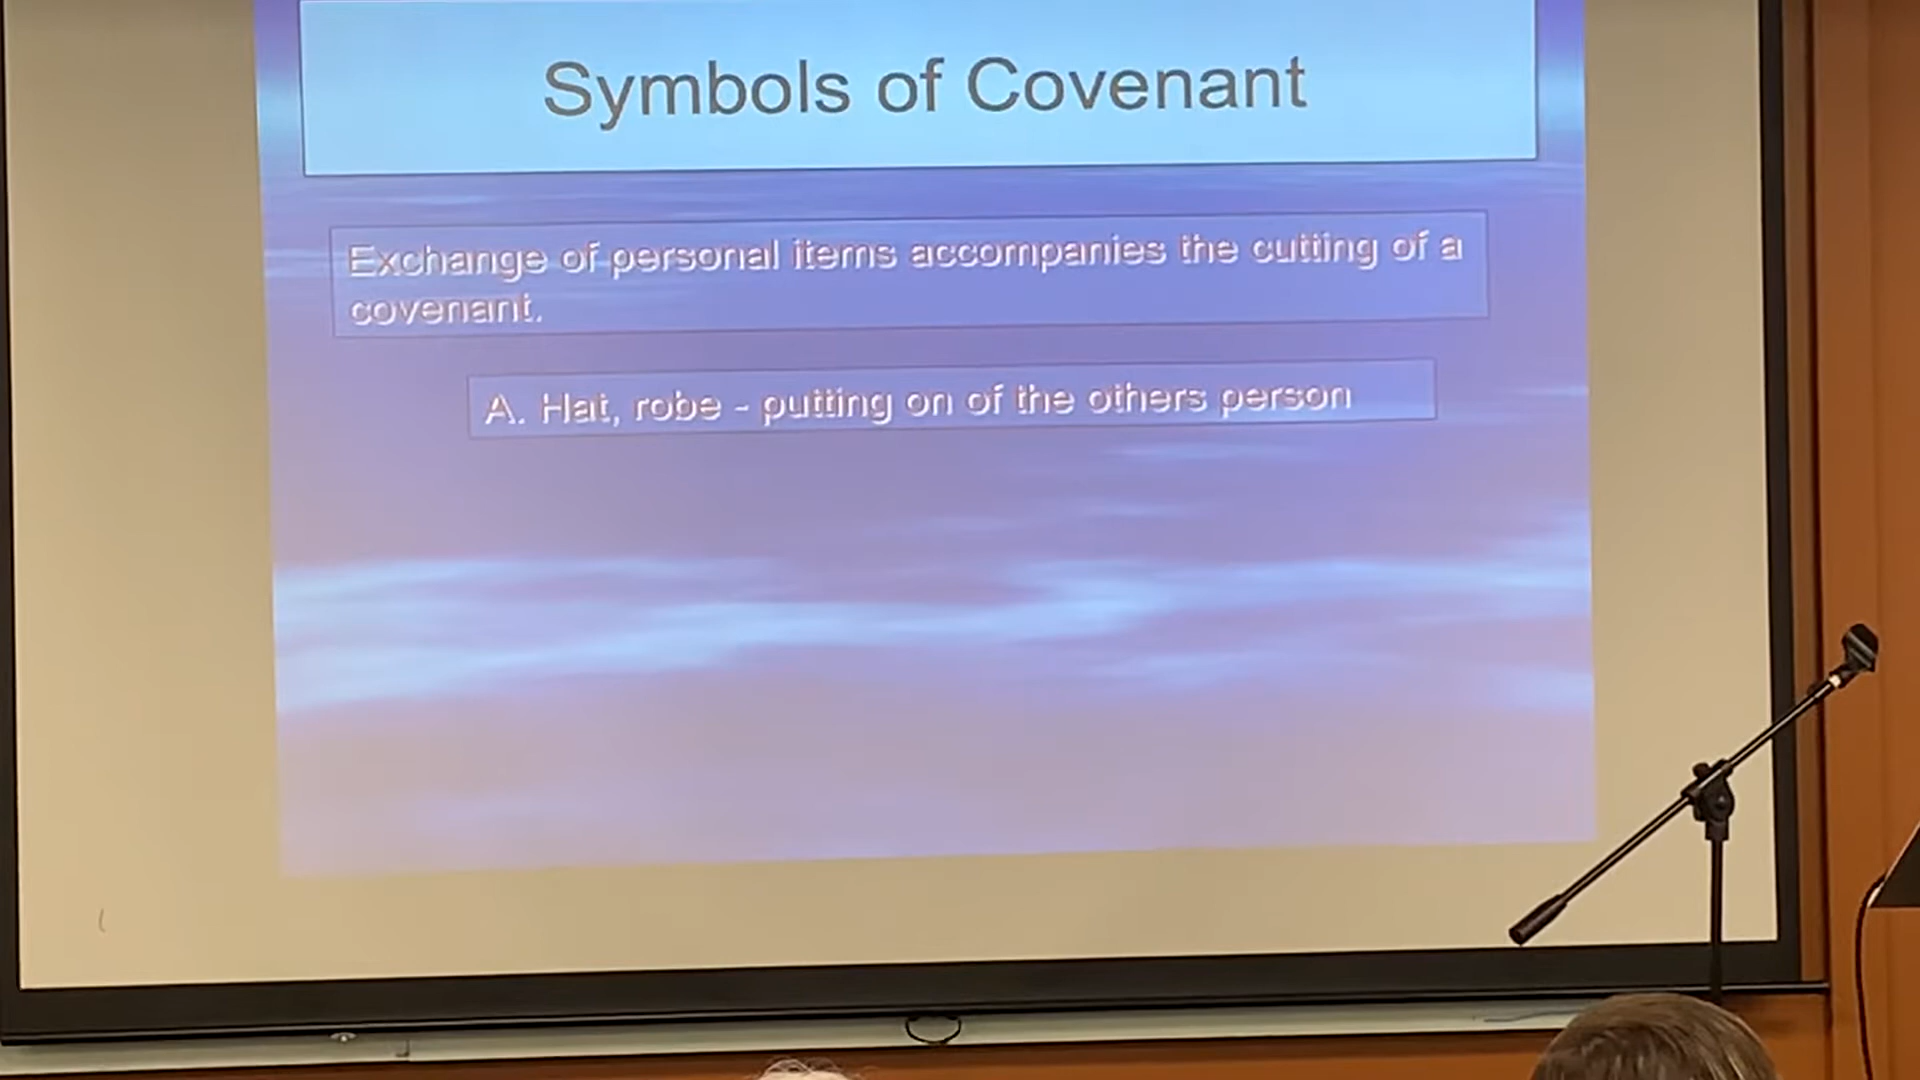 Symbols of Covenant
Exchange of personal items accompanies the cutting of a
covenant.
A. Hat, robe - putting on of the others person